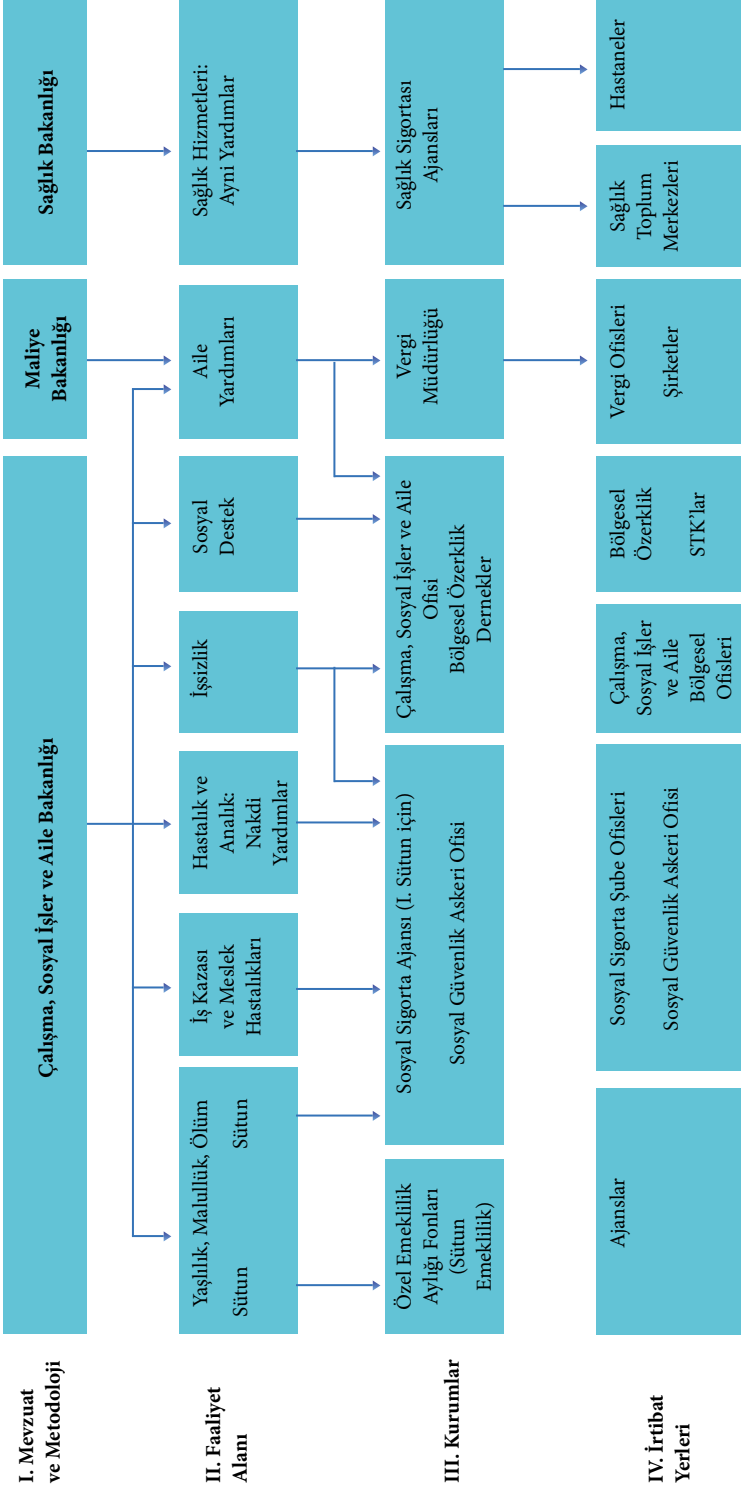 I. Mevzuat
ve Metodoloji
Çalışma, Sosyal İşler ve Aile Bakanlığı
Maliye
Bakanlığı
Sağlık Bakanlığı
II. Faaliyet
Alanı
Yaşlılık, Malullük, Ölüm
Sütun Sütun
İş Kazası
ve Meslek
Hastalıkları
Hastalık ve
Analık:
Nakdi
Yardımlar
İşsizlik
Sosyal
Destek
Aile
Yardımları
Sağlık Hizmetleri:
Ayni Yardımlar
III. Kurumlar
Özel Emeklilik
Aylığı Fonları
(Sütun
Emeklilik)
Sosyal Sigorta Ajansı (I. Sütun için)
Sosyal Güvenlik Askeri Ofisi
Çalışma, Sosyal İşler ve Aile
Ofisi
Bölgesel Özerklik
Dernekler
Vergi
Müdürlüğü
Sağlık Sigortası
Ajansları
IV. İrtibat
Yerleri
Ajanslar
Sosyal Sigorta Şube Ofisleri
Sosyal Güvenlik Askeri Ofisi
Çalışma,
Sosyal İşler
ve Aile
Bölgesel
Ofisleri
Bölgesel
Özerklik
STK’lar
Vergi Ofisleri
Şirketler
Sağlık
Toplum
Merkezleri
Hastaneler